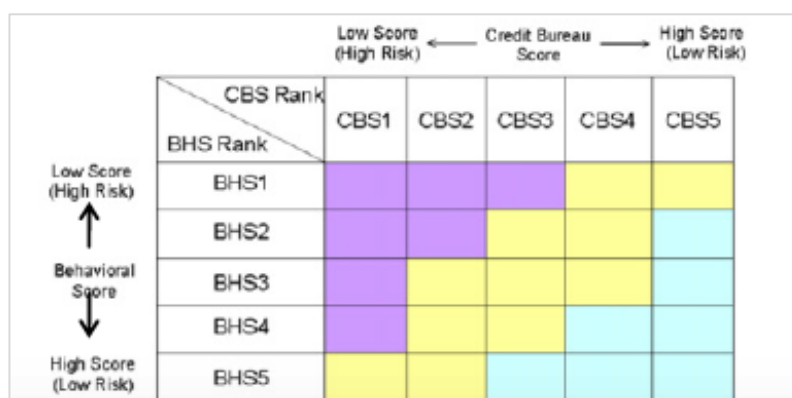 Low Score
(High Risk)
Credit Bureau
Score
High Score
(Low Risk)
CBS Rank
BHS Rank
CBS1 CBS2 CBS3 CBS4 CBS5
Low Score
(High Risk)
BHS1
BHS2
Behavioral
Score
BHS3
BHS4
High Score
(Low Risk)
BHS5